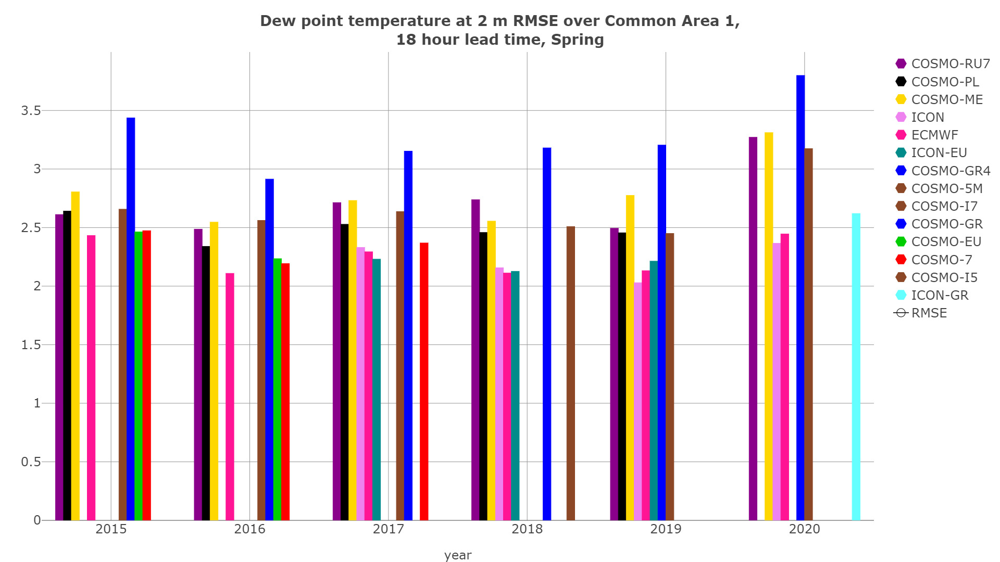 Dew point temperature at 2 m RMSE over Common Area 1,
18 hour lead time, Spring
3.5
3
2.5
2
1.5
1
0.5
0
2015
2016
2017
2018
2019
2020
year
COSMO-RU7
COSMO-PL
COSMO-ME
ICON
ECMWF
ICON-EU
COSMO-GR4
COSMO-5M
COSMO-I7
COSMO-GR
COSMO-EU
COSMO-7
COSMO-I5
ICON-GR
RMSE